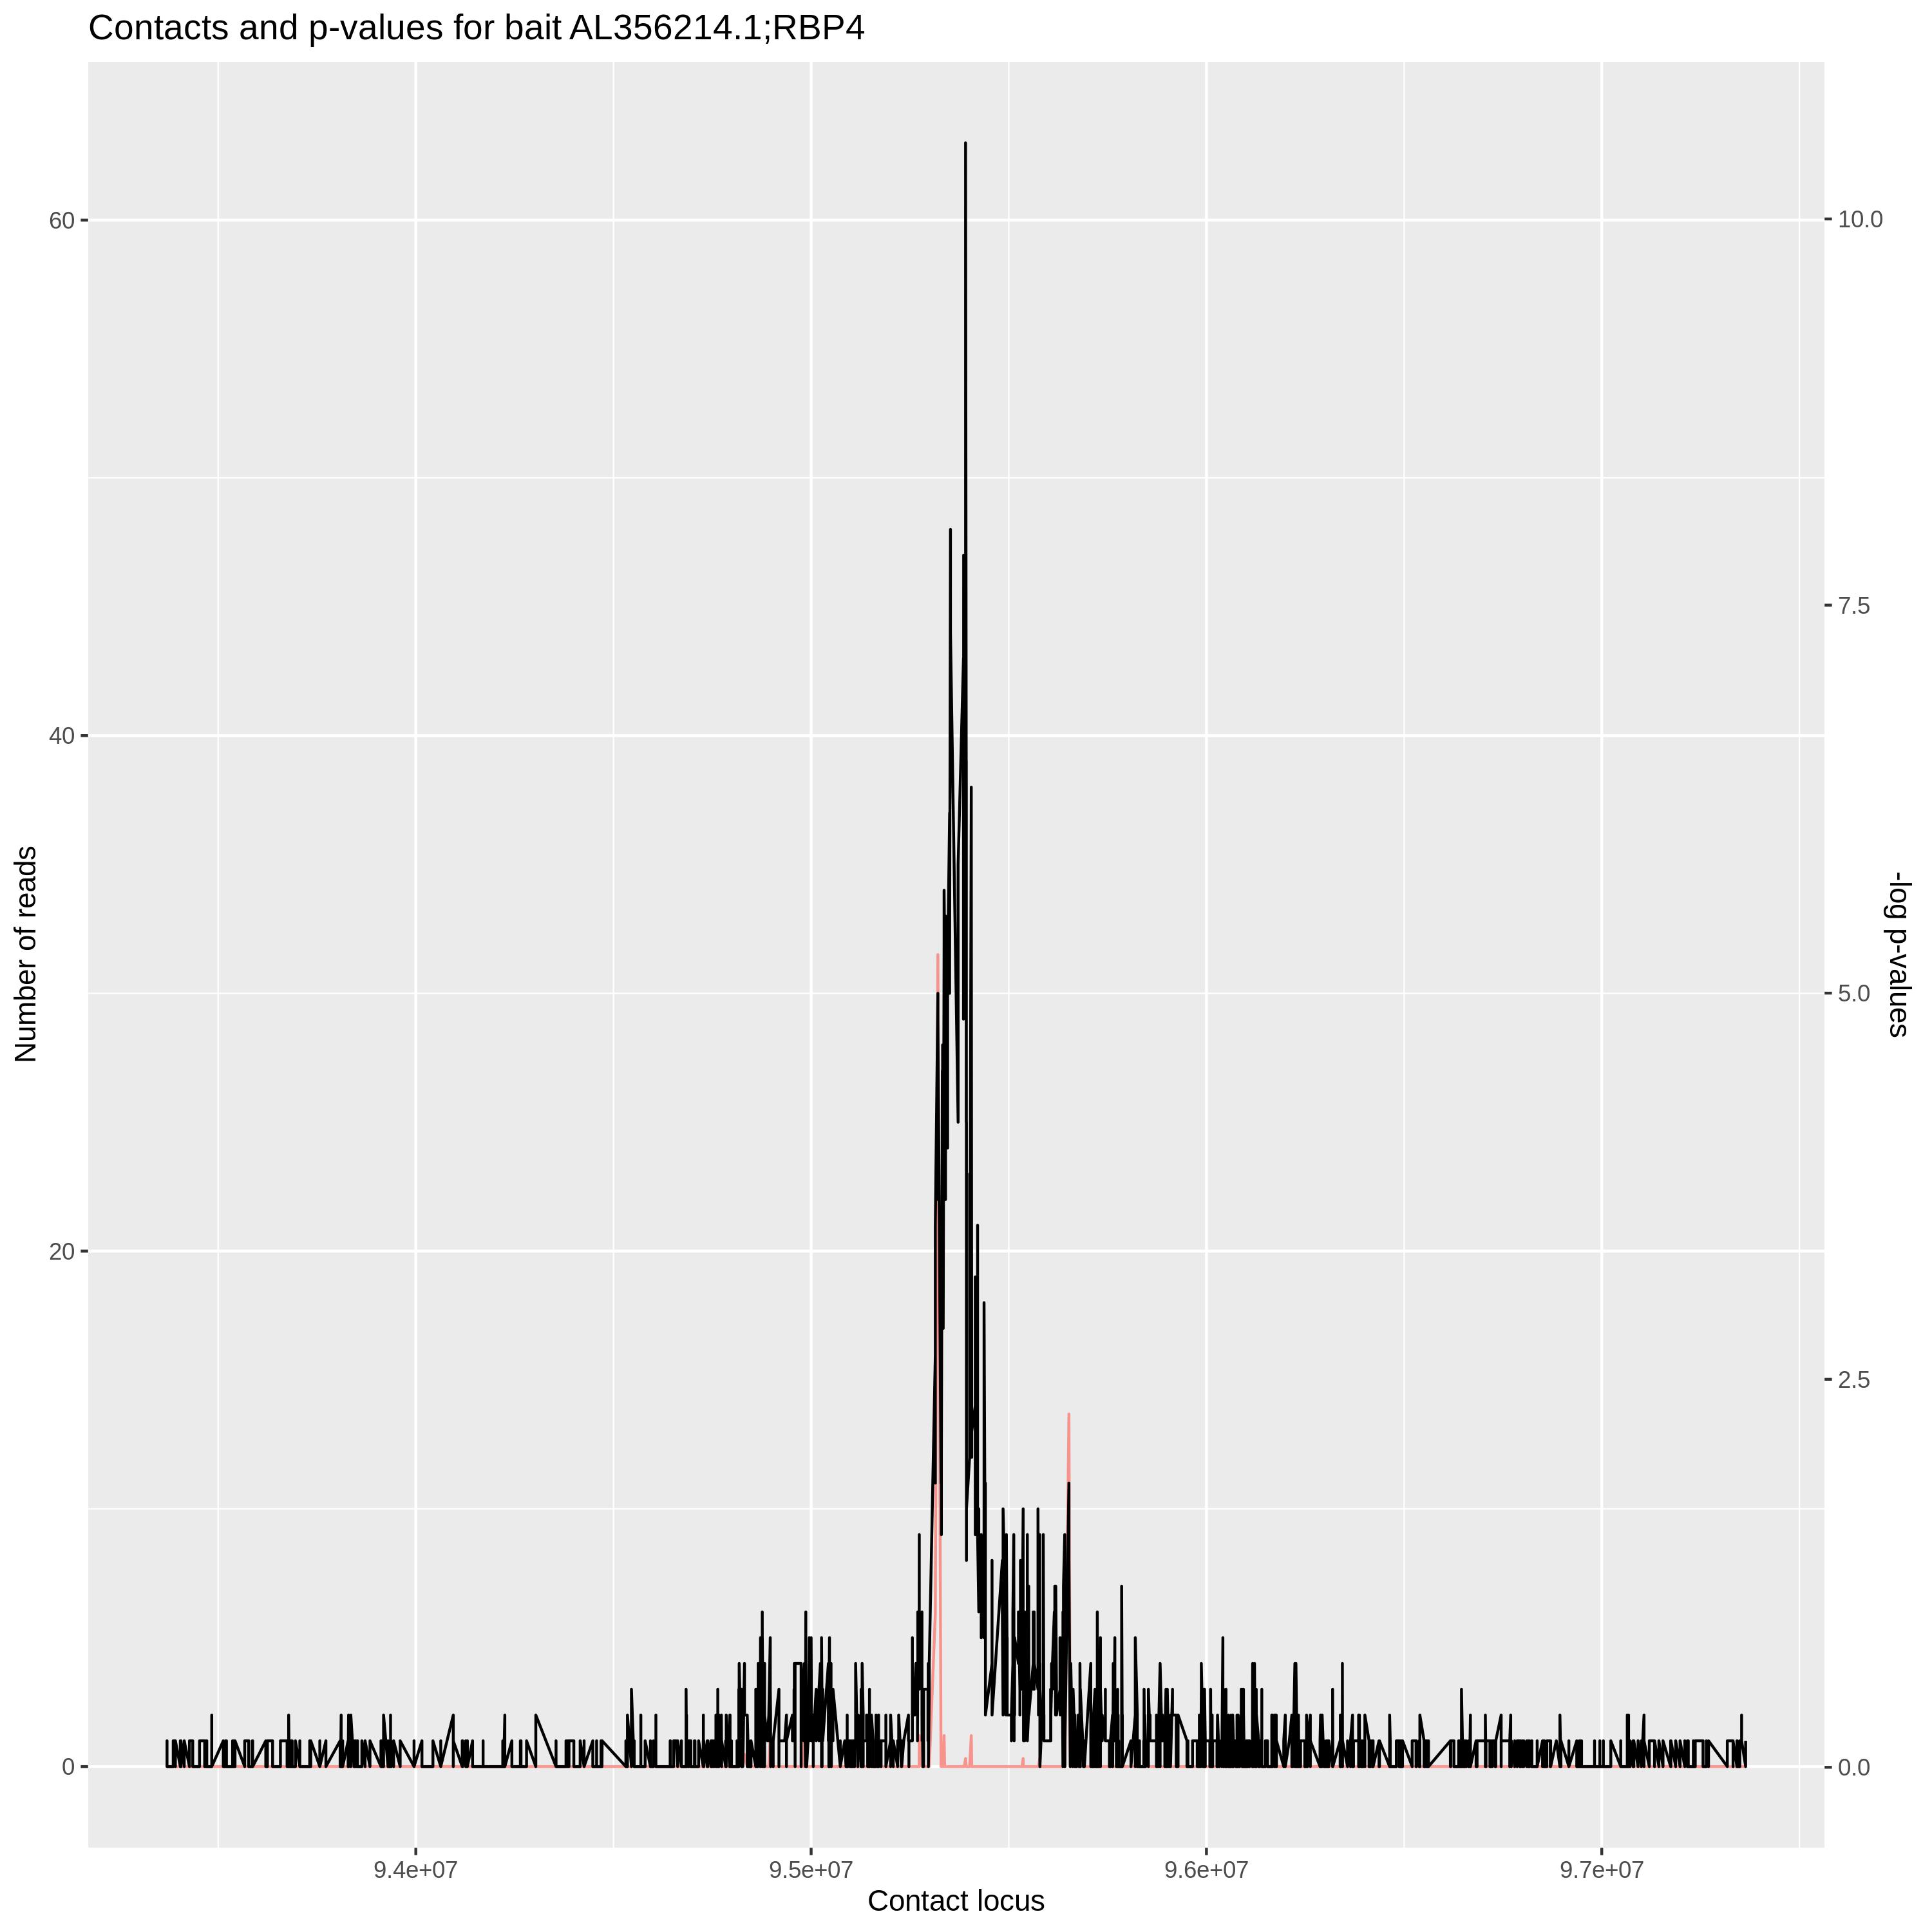 Contacts and p-values for bait AL356214.1;RBP4
60
40
20
0
Number of reads
10.0
7.5
5.0
2.5
0.0
-log p-values
9.4e+07
9.5e+07
9.6e+07
9.7e+07
Contact locus